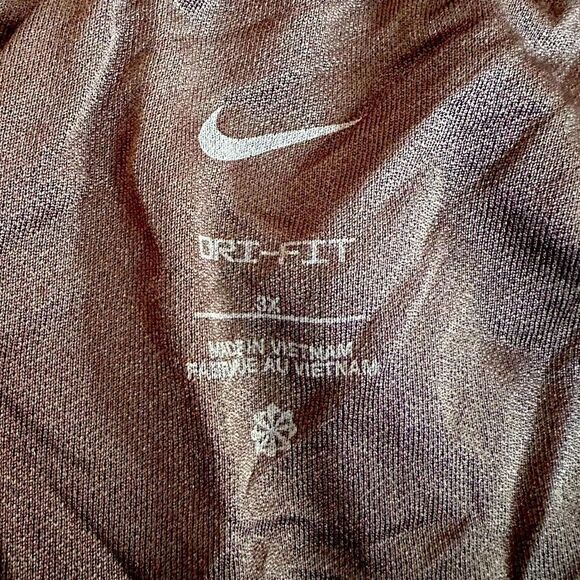 DRI-FIT
3X
MADE IN VIETNAM
FABRIQUÉ AU VIETNAM